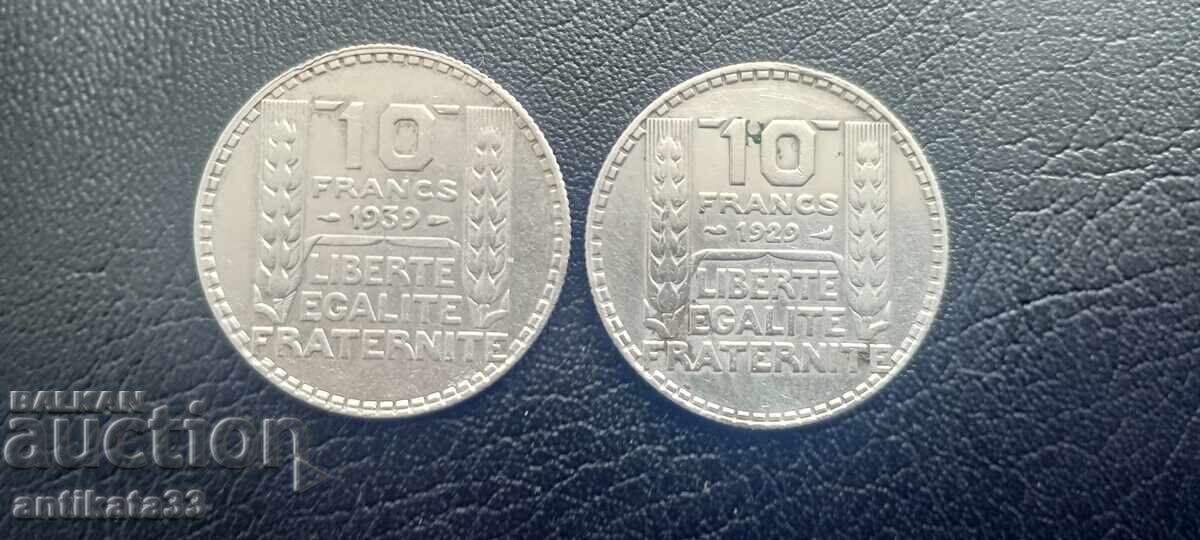 10
FRANCS
1939
LIBERTE
EGALITE
FRATERNITE
10
FRANCS
1929
LIBERTE
EGALITE
FRATERNITE
BALKAN
auction
antikata33